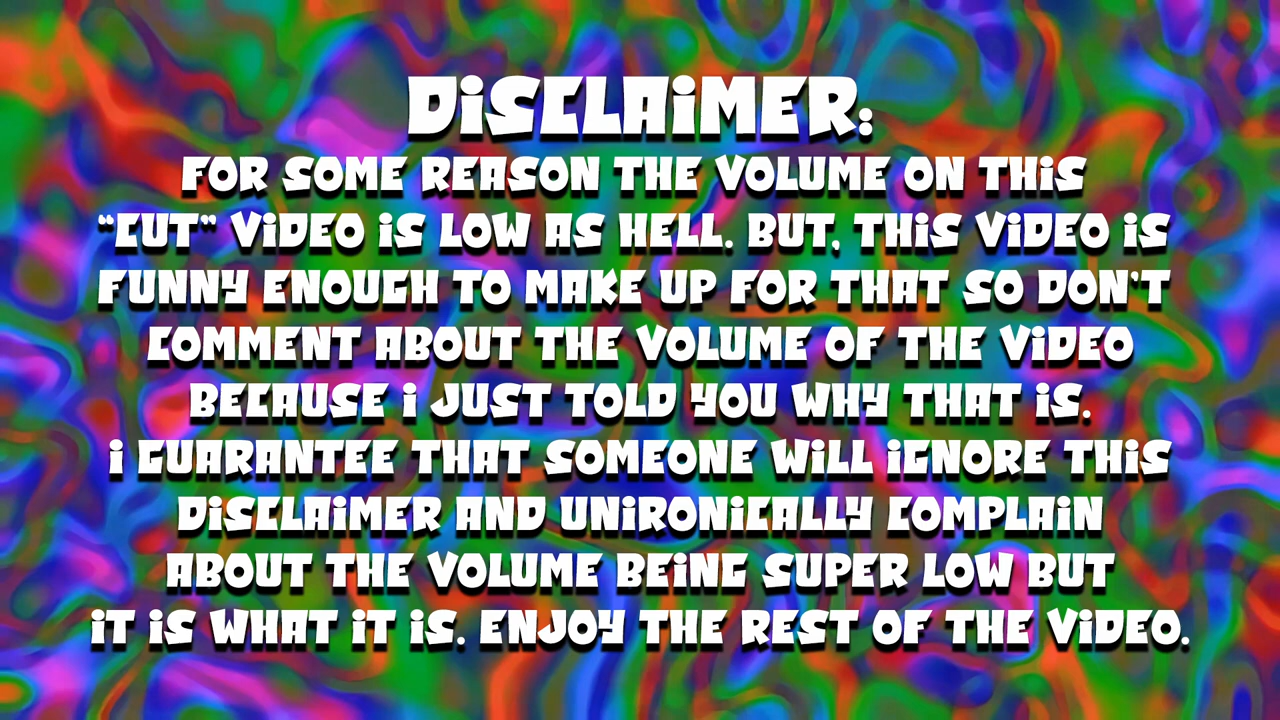 DiSCLAiMER:
FOR SOME REASON THE VOLUME ON THiS
“CUT” ViDEO iS LOW AS HELL. BUT, THiS ViDEO iS
FUNNY ENOUGH TO MAKE UP FOR THAT SO DON'T
COMMENT ABOUT THE VOLUME OF THE ViDEO
BECAUSE i JUST TOLD YOU WHY THAT iS.
i GUARANTEE THAT SOMEONE WiLL iGNORE THiS
DiSCLAiMER AND UNiRONiCALLY COMPLAiN
ABOUT THE VOLUME BEiNG SUPER LOW BUT
iT iS WHAT iT iS. ENJOY THE REST OF THE ViDEO.